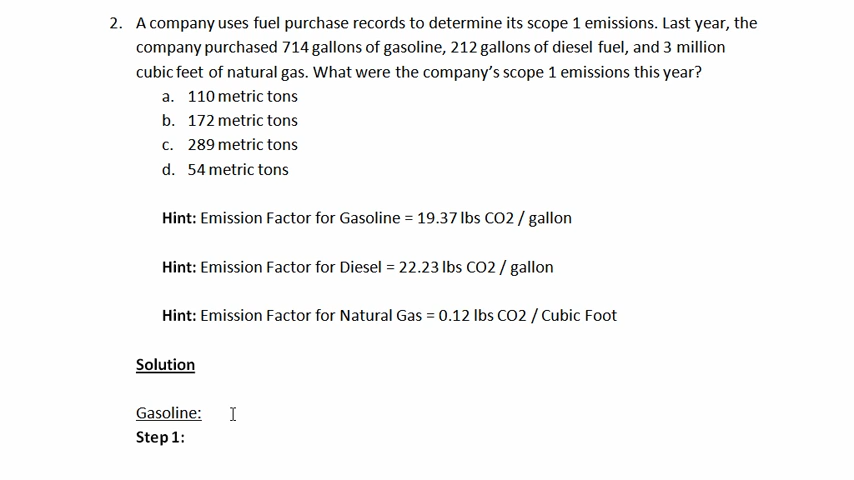 2. A company uses fuel purchase records to determine its scope 1 emissions. Last year, the
company purchased 714 gallons of gasoline, 212 gallons of diesel fuel, and 3 million
cubic feet of natural gas. What were the company’s scope 1 emissions this year?
a. 110 metric tons
b. 172 metric tons
c. 289 metric tons
d. 54 metric tons
Hint: Emission Factor for Gasoline = 19.37 lbs CO2 / gallon
Hint: Emission Factor for Diesel = 22.23 lbs CO2 / gallon
Hint: Emission Factor for Natural Gas = 0.12 lbs CO2 / Cubic Foot
Solution
Gasoline:
Step 1: